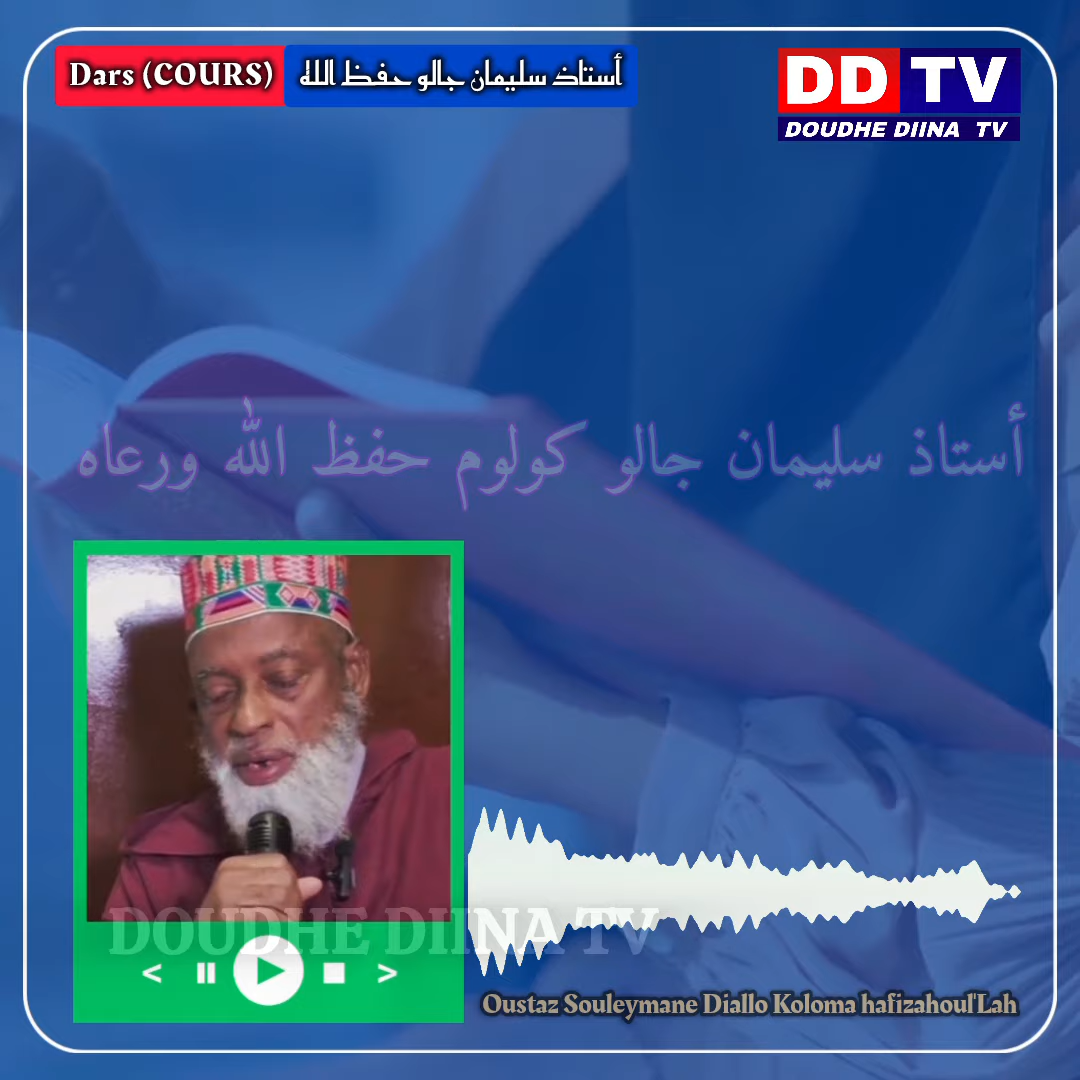 Dars (COURS)
أستاذ سليمان جالو حفظ الله
DD TV
DOUDHE DIINA TV
أستاذ سليمان جالو كولوم حفظ الله ورعاه
DOUDHE DIINA TV
Oustaz Souleymane Diallo Koloma hafizahoul'Lah